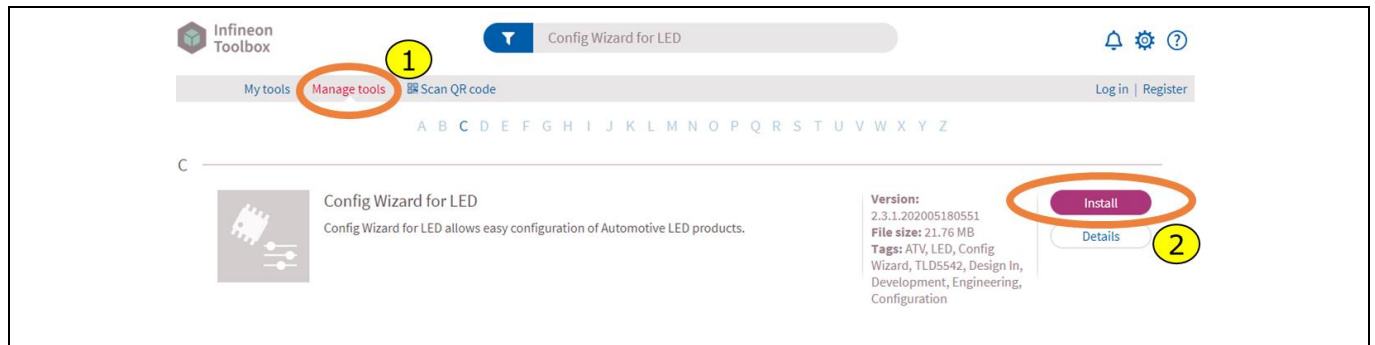 Infineon
Toolbox
Config Wizard for LED
1
My tools Manage tools Scan QR code Log in | Register
A B C D E F G H I J K L M N O P Q R S T U V W X Y Z
C
Config Wizard for LED
Config Wizard for LED allows easy configuration of Automotive LED products.
Version:
2.3.1.202005180551
File size: 21.76 MB
Tags: ATV, LED, Config
Wizard, TLD5542, Design In,
Development, Engineering,
Configuration
Install
Details
2